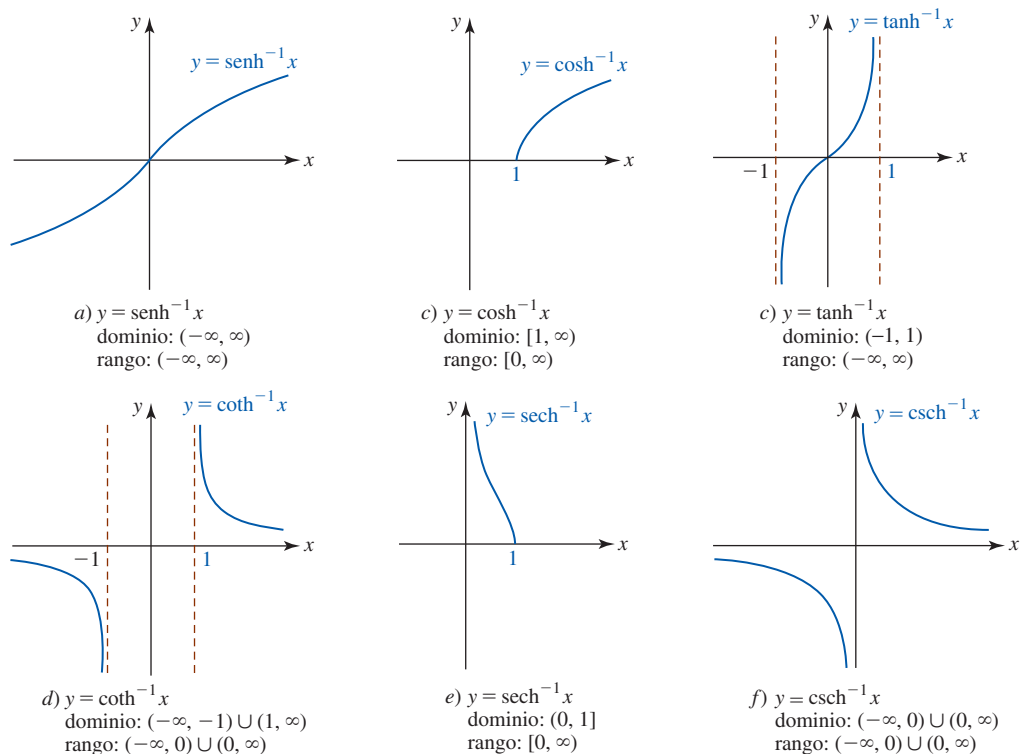 y
y = senh⁻¹x
x
a) y = senh⁻¹x
dominio: (−∞, ∞)
rango: (−∞, ∞)
y
y = cosh⁻¹x
x
1
c) y = cosh⁻¹x
dominio: [1, ∞)
rango: [0, ∞)
y
y = tanh⁻¹x
x
−1
1
c) y = tanh⁻¹x
dominio: (–1, 1)
rango: (−∞, ∞)
y
y = coth⁻¹x
x
−1
1
d) y = coth⁻¹x
dominio: (−∞, −1) ∪ (1, ∞)
rango: (−∞, 0) ∪ (0, ∞)
y
y = sech⁻¹x
x
1
e) y = sech⁻¹x
dominio: (0, 1]
rango: [0, ∞)
y
y = csch⁻¹x
x
f) y = csch⁻¹x
dominio: (−∞, 0) ∪ (0, ∞)
rango: (−∞, 0) ∪ (0, ∞)